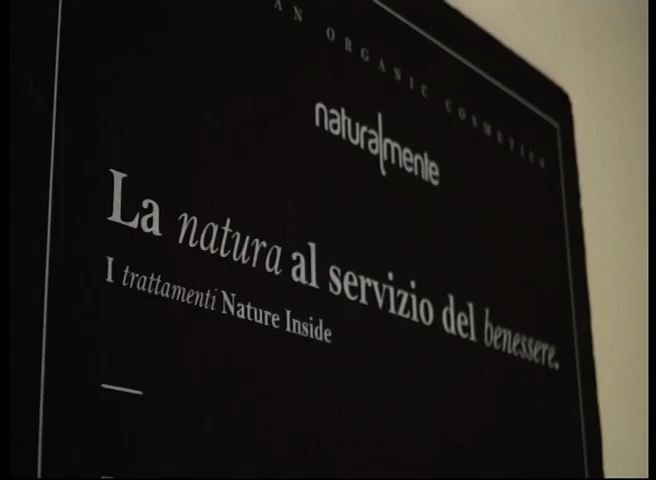 AN ORGANIC COSMETICS
naturalmente
La natura al servizio del benessere.
I trattamenti Nature Inside